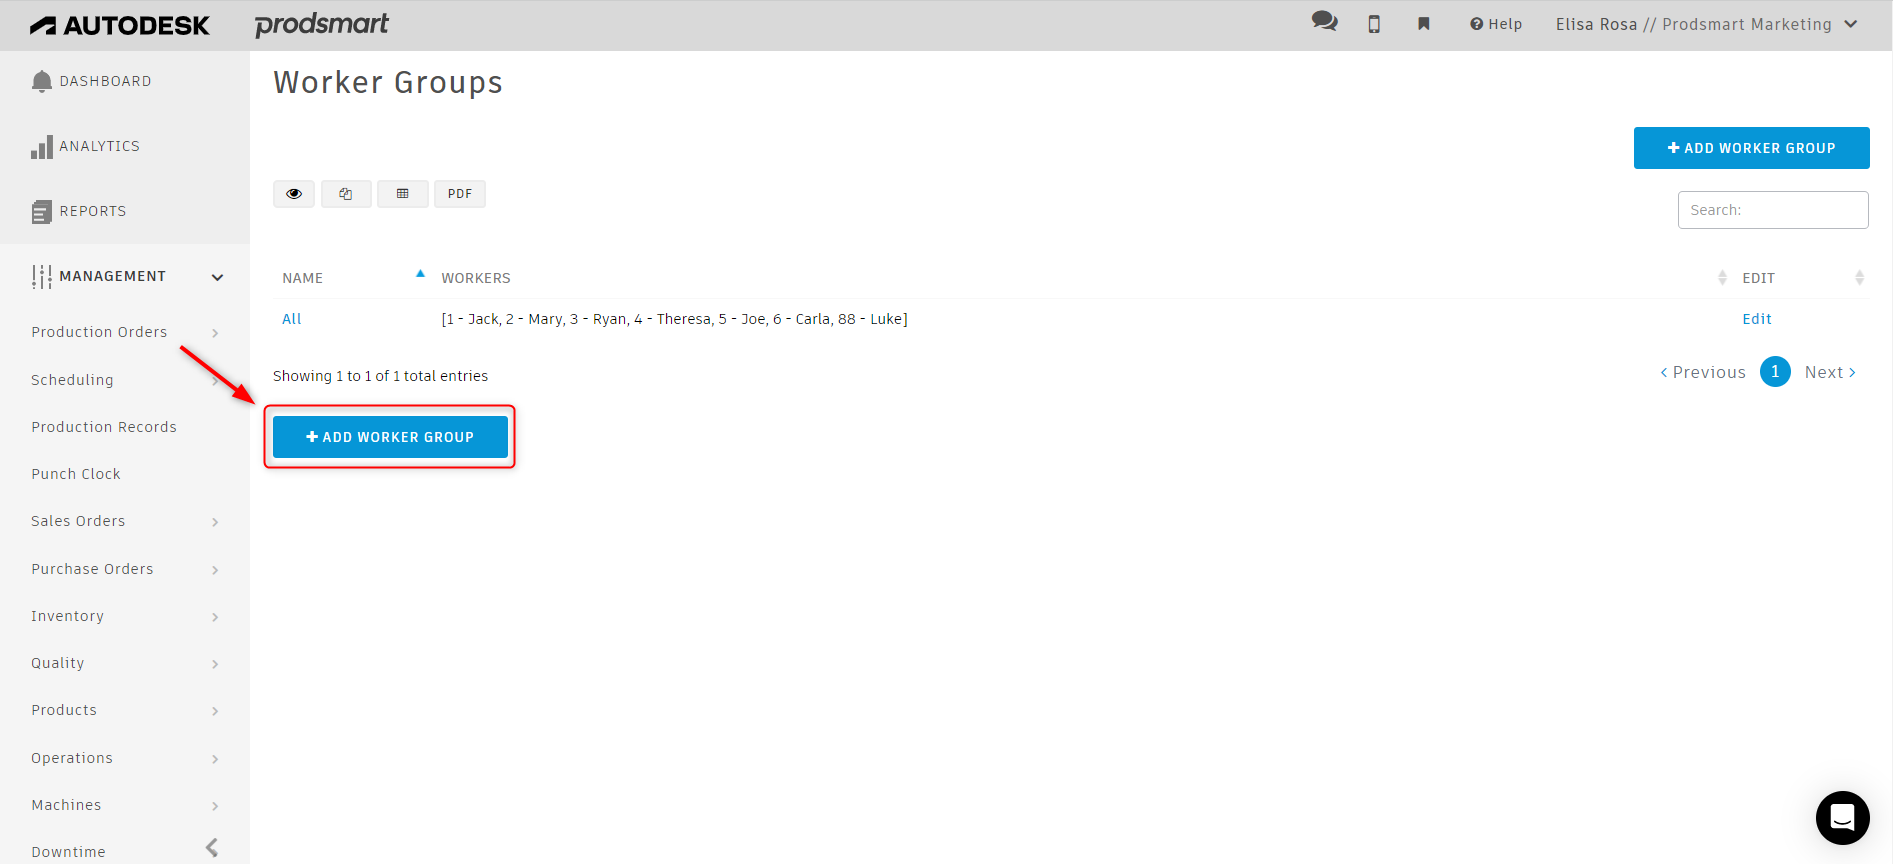 AUTODESK prodsmart Help Elisa Rosa // Prodsmart Marketing
DASHBOARD
ANALYTICS
REPORTS
MANAGEMENT
Production Orders
Scheduling
Production Records
Punch Clock
Sales Orders
Purchase Orders
Inventory
Quality
Products
Operations
Machines
Downtime
Worker Groups
+ ADD WORKER GROUP
PDF
Search:
NAME WORKERS EDIT
All [1 - Jack, 2 - Mary, 3 - Ryan, 4 - Theresa, 5 - Joe, 6 - Carla, 88 - Luke] Edit
Showing 1 to 1 of 1 total entries
‹ Previous 1 Next ›
+ ADD WORKER GROUP